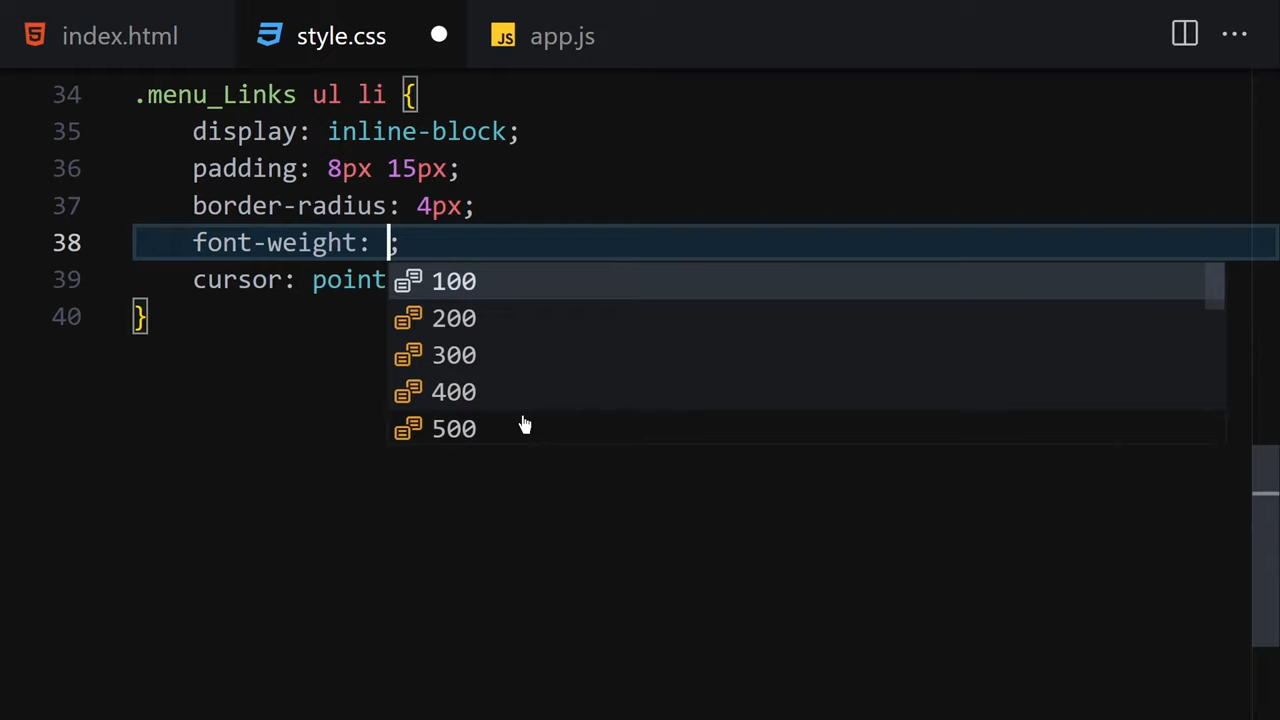 index.html style.css app.js
34 .menu_Links ul li {
35 display: inline-block;
36 padding: 8px 15px;
37 border-radius: 4px;
38 font-weight: ;
39 cursor: point
100
40 }
200
300
400
500